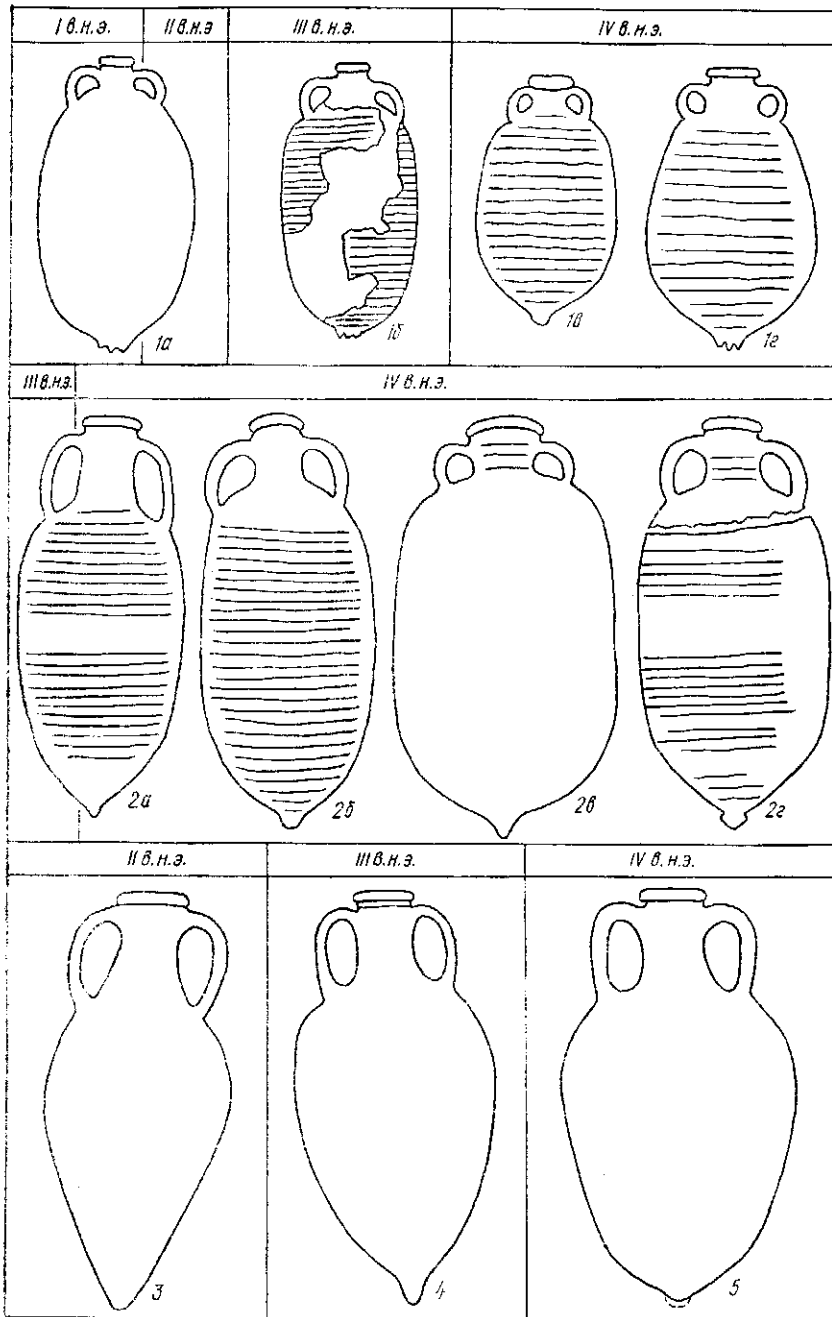 I в.н.э. II в.н.э III в.н.э. IV в.н.э.
1а 1б 1в 1г
III в.н.э. IV в.н.э.
2а 2б 2в 2г
II в.н.э. III в.н.э. IV в.н.э.
3 4 5